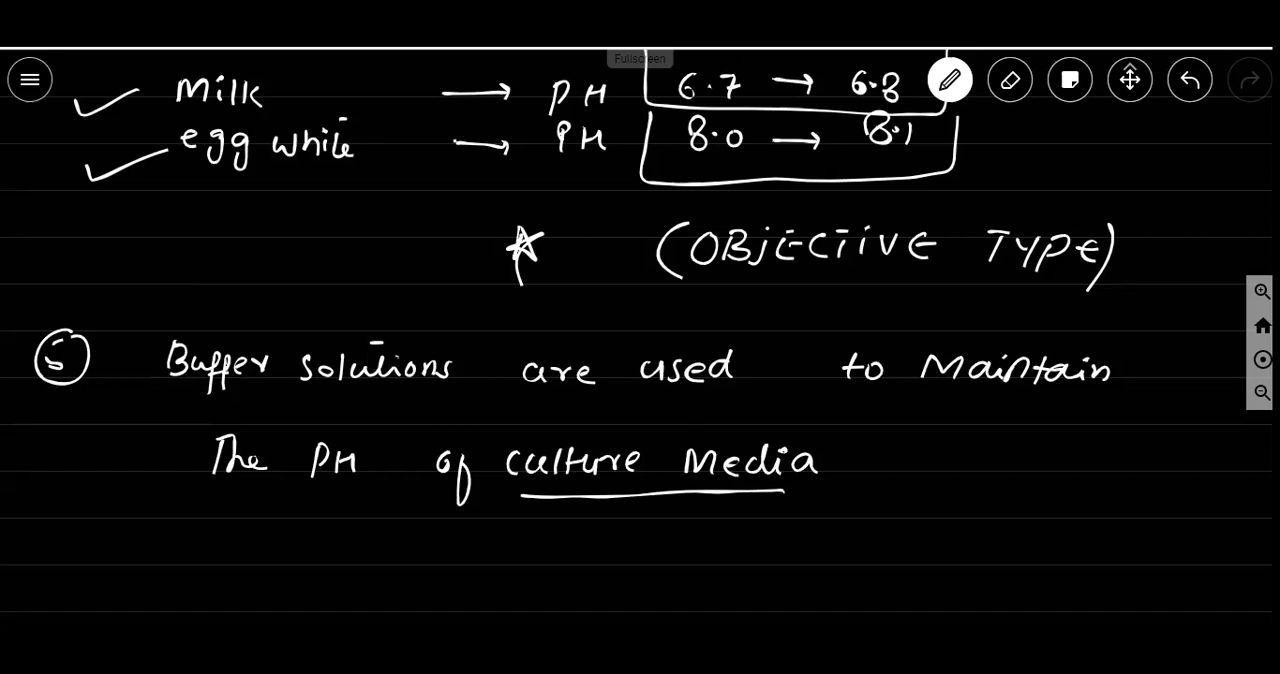 Fullscreen
Milk → PH 6.7 → 6.8
egg white → PH 8.0 → 8.1
(OBJECTIVE TYPE)
5 Buffer solutions are used to Maintain
The PH of culture Media